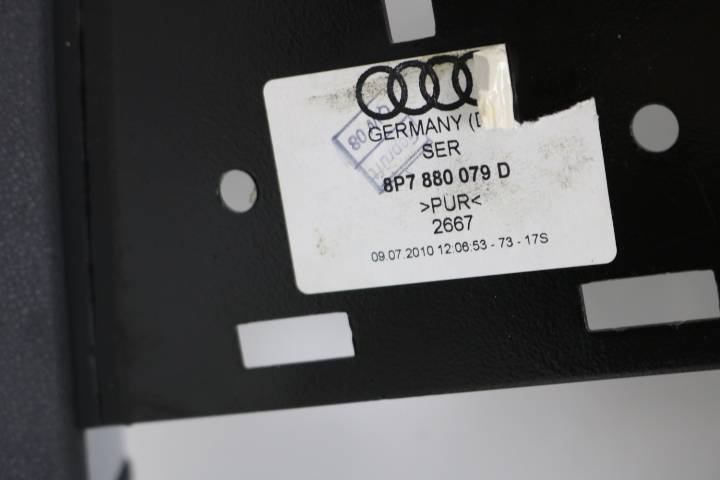 GERMANY (D
SER
8P7 880 079 D
>PUR<
2667
09.07.2010 12:06:53 - 73 - 17S